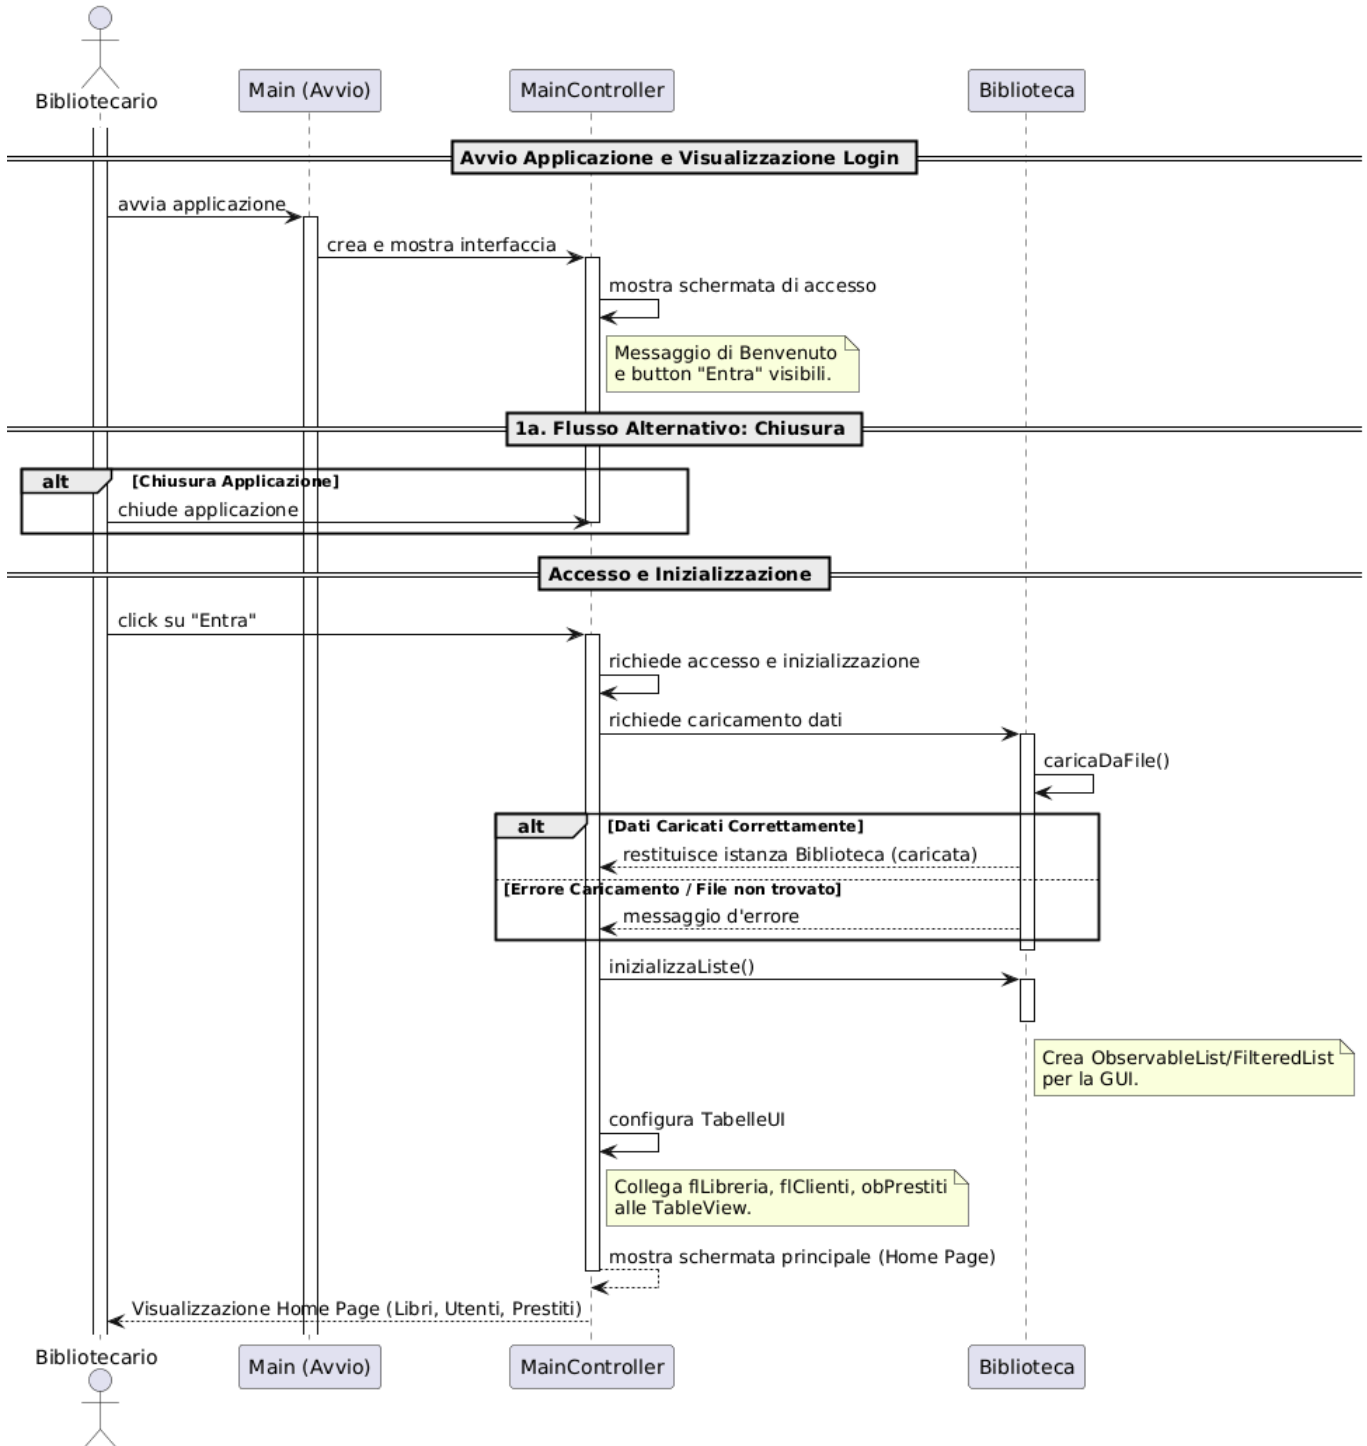 Bibliotecario
Main (Avvio)
MainController
Biblioteca
Avvio Applicazione e Visualizzazione Login
avvia applicazione
crea e mostra interfaccia
mostra schermata di accesso
Messaggio di Benvenuto
e button "Entra" visibili.
1a. Flusso Alternativo: Chiusura
alt
[Chiusura Applicazione]
chiude applicazione
Accesso e Inizializzazione
click su "Entra"
richiede accesso e inizializzazione
richiede caricamento dati
caricaDaFile()
alt
[Dati Caricati Correttamente]
restituisce istanza Biblioteca (caricata)
[Errore Caricamento / File non trovato]
messaggio d'errore
inizializzaListe()
Crea ObservableList/FilteredList
per la GUI.
configura TabelleUI
Collega flLibreria, flClienti, obPrestiti
alle TableView.
mostra schermata principale (Home Page)
Visualizzazione Home Page (Libri, Utenti, Prestiti)
Bibliotecario
Main (Avvio)
MainController
Biblioteca